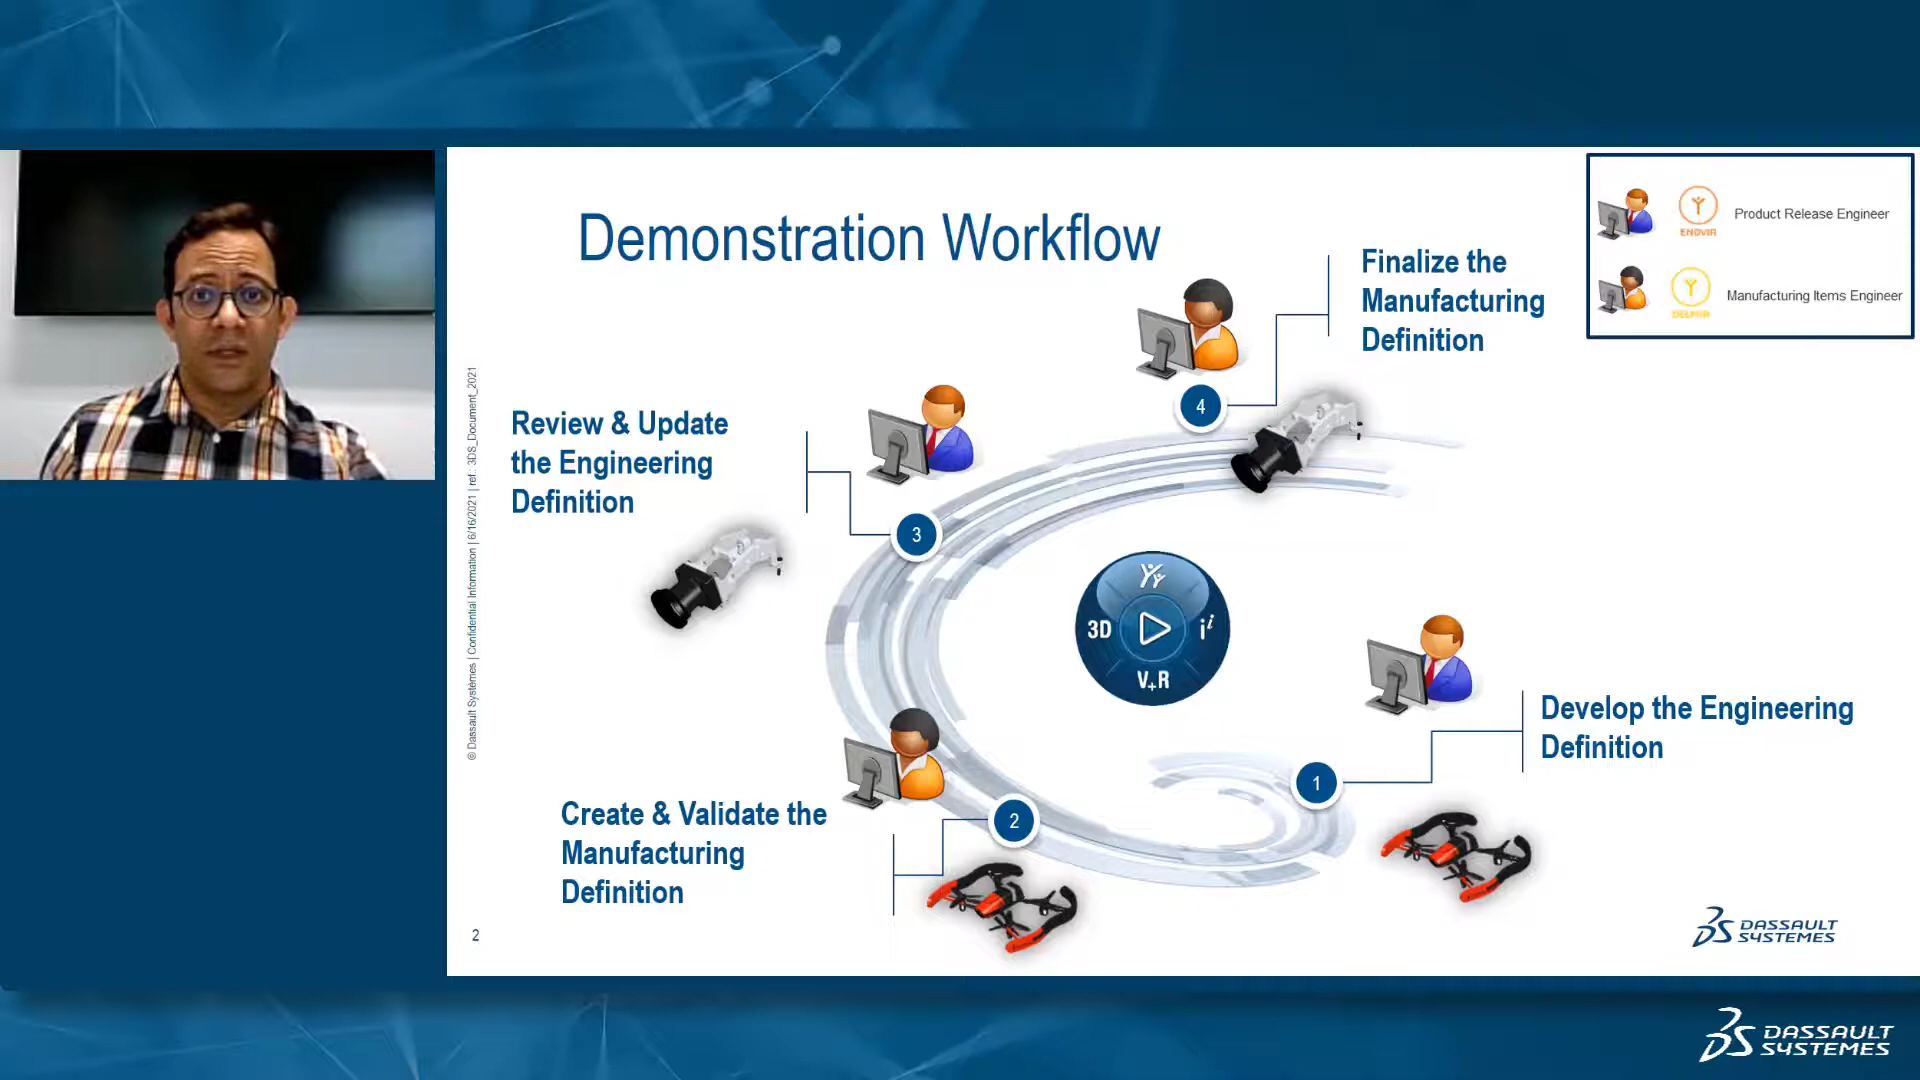 Demonstration Workflow
Product Release Engineer
ENOVIA
Manufacturing Items Engineer
DELMIA
Finalize the
Manufacturing
Definition
4
Review & Update
the Engineering
Definition
3
3D
i i
V+R
Develop the Engineering
Definition
1
Create & Validate the
Manufacturing
Definition
2
© Dassault Systèmes | Confidential Information | 6/16/2021 | ref.: 3DS_Document_2021
2
DASSAULT
SYSTEMES
DASSAULT
SYSTEMES